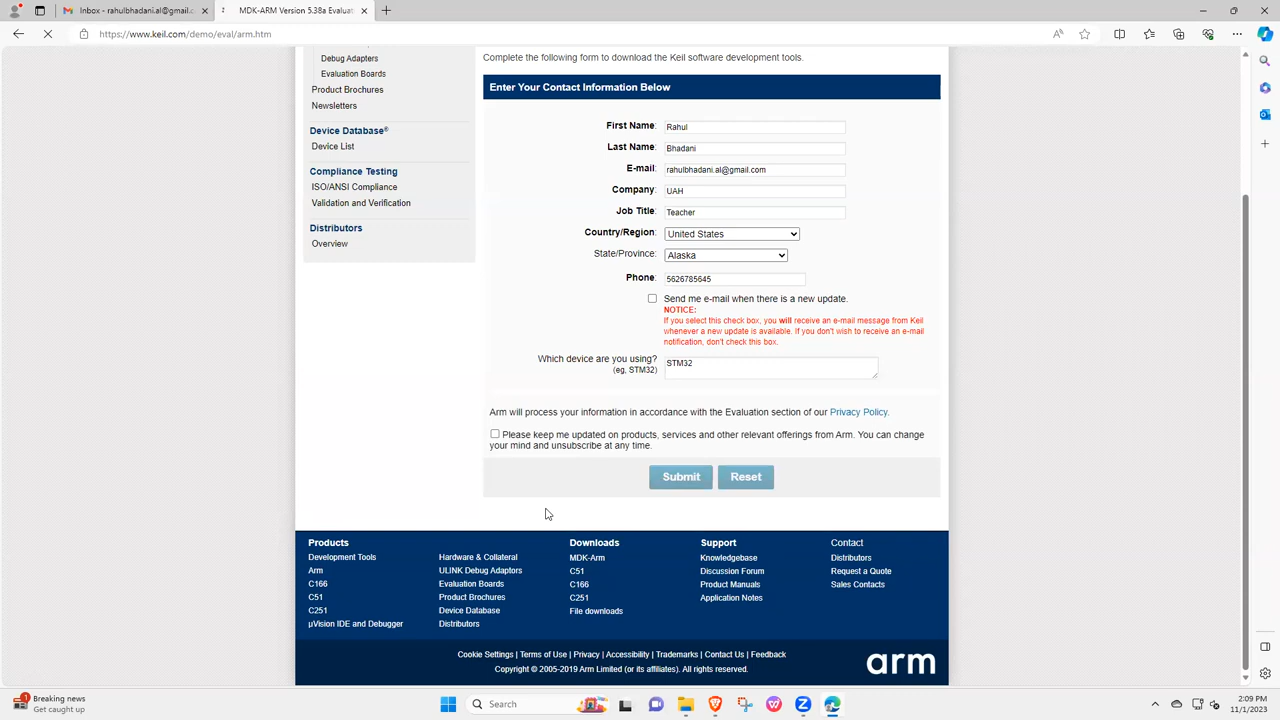 Inbox - rahulbhadani.al@gmail.c
MDK-ARM Version 5.38a Evaluati
https://www.keil.com/demo/eval/arm.htm
Debug Adapters
Evaluation Boards
Product Brochures
Newsletters
Device Database®
Device List
Compliance Testing
ISO/ANSI Compliance
Validation and Verification
Distributors
Overview
Complete the following form to download the Keil software development tools.
Enter Your Contact Information Below
First Name: Rahul
Last Name: Bhadani
E-mail: rahulbhadani.al@gmail.com
Company: UAH
Job Title: Teacher
Country/Region: United States
State/Province: Alaska
Phone: 5626785645
Send me e-mail when there is a new update.
NOTICE:
If you select this check box, you will receive an e-mail message from Keil
whenever a new update is available. If you don't wish to receive an e-mail
notification, don't check this box.
Which device are you using? STM32
(eg, STM32)
Arm will process your information in accordance with the Evaluation section of our Privacy Policy.
Please keep me updated on products, services and other relevant offerings from Arm. You can change
your mind and unsubscribe at any time.
Submit Reset
Products
Development Tools
Arm
C166
C51
C251
µVision IDE and Debugger
Hardware & Collateral
ULINK Debug Adaptors
Evaluation Boards
Product Brochures
Device Database
Distributors
Downloads
MDK-Arm
C51
C166
C251
File downloads
Support
Knowledgebase
Discussion Forum
Product Manuals
Application Notes
Contact
Distributors
Request a Quote
Sales Contacts
Cookie Settings | Terms of Use | Privacy | Accessibility | Trademarks | Contact Us | Feedback
Copyright © 2005-2019 Arm Limited (or its affiliates). All rights reserved.
arm
1
Breaking news
Get caught up
Search
2:09 PM
11/1/2023